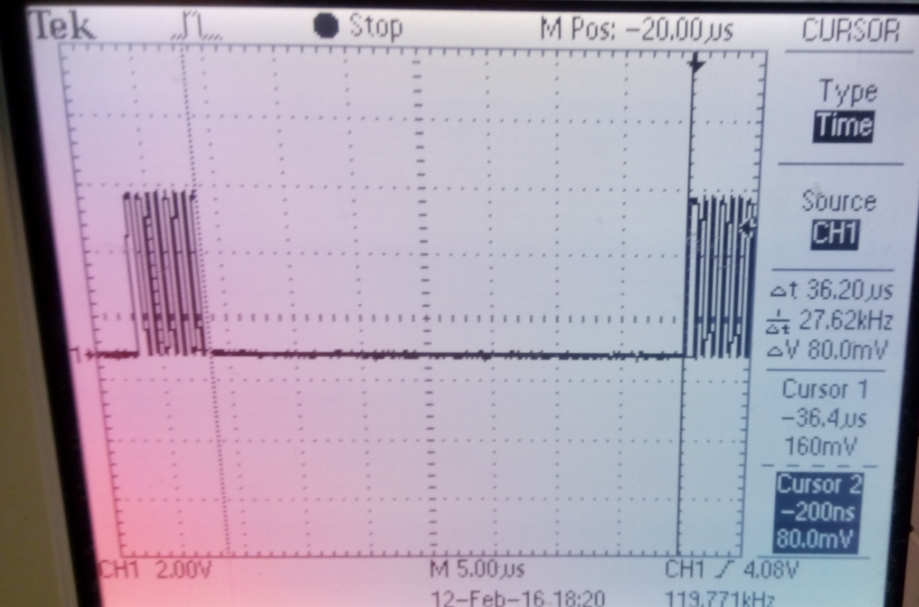 Tek Stop M Pos: -20.00µs CURSOR
Type
Time
Source
CH1
Δt 36.20µs
1/Δt 27.62kHz
ΔV 80.0mV
Cursor 1
-36.4µs
160mV
Cursor 2
-200ns
80.0mV
1
CH1 2.00V M 5.00µs CH1 / 4.08V
12-Feb-16 18:20 119.771kHz